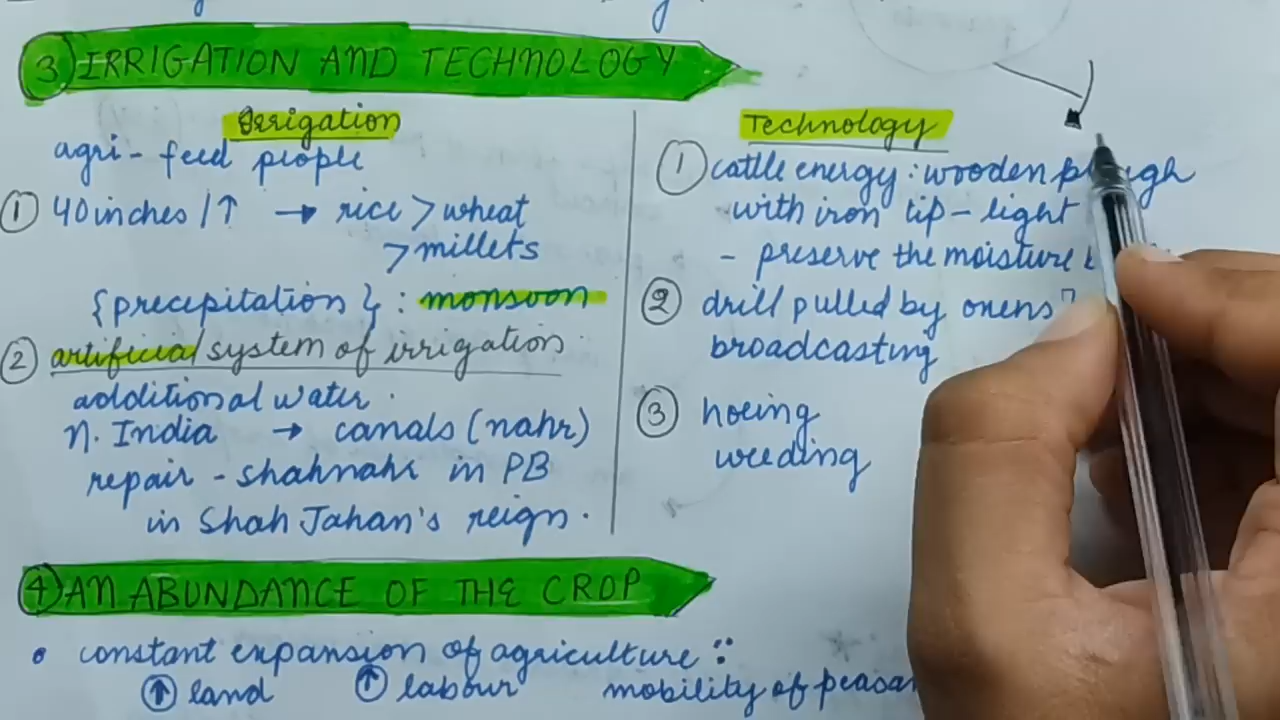 ③ IRRIGATION AND TECHNOLOGY
Irrigation
agri - feed people
① 40 inches / ↑ → rice > wheat
> millets
{precepitation} : monsoon
② artificial system of irrigation
additional water.
N. India → canals (nahr)
repair - shahnahr in PB
in Shah Jahan's reign.
Technology
① cattle energy : wooden plough
with iron tip - light
- preserve the moisture
② drill pulled by oxens
broadcasting
③ hoeing
weeding
④ AN ABUNDANCE OF THE CROP
• constant expansion of agriculture ::
↑ land ↑ labour mobility of peasan